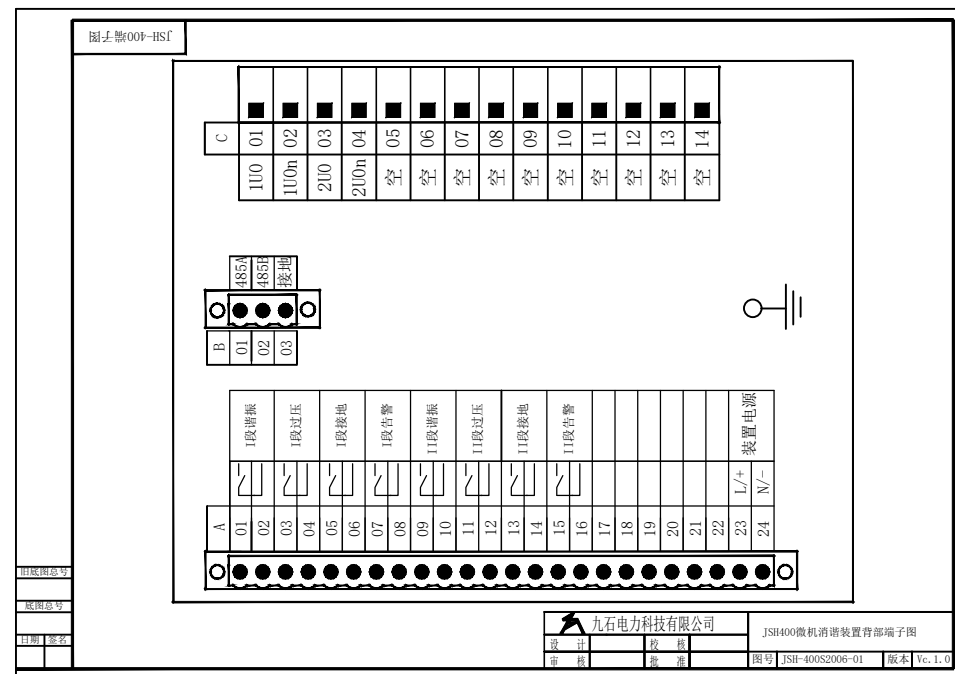 JSH-400端子图
C 01 02 03 04 05 06 07 08 09 10 11 12 13 14
1U0 1U0n 2U0 2U0n 空 空 空 空 空 空 空 空 空 空
485A 485B 接地
B 01 02 03
I段谐振 I段过压 I段接地 I段告警 II段谐振 II段过压 II段接地 II段告警 装置电源
L/+ N/-
A 01 02 03 04 05 06 07 08 09 10 11 12 13 14 15 16 17 18 19 20 21 22 23 24
旧底图总号
底图总号
日期 签名
九石电力科技有限公司
设 计 校 核
审 核 批 准
JSH400微机消谐装置背部端子图
图号 JSH-400S2006-01 版本 Vc.1.0